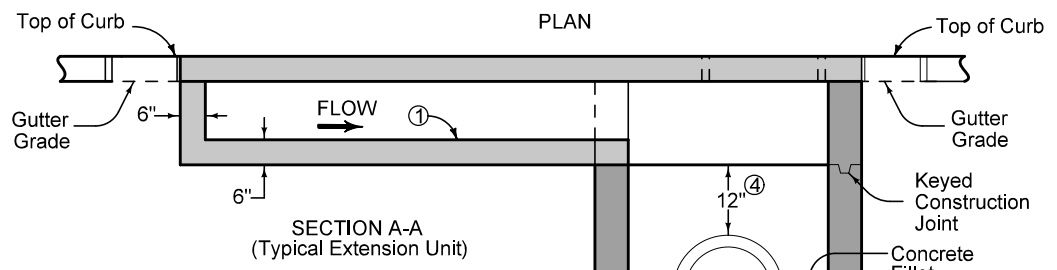 PLAN
Top of Curb
Top of Curb
Gutter
Grade
6"
FLOW
①
Gutter
Grade
6"
12" ④
Keyed
Construction
Joint
SECTION A-A
(Typical Extension Unit)
Concrete
Fillet